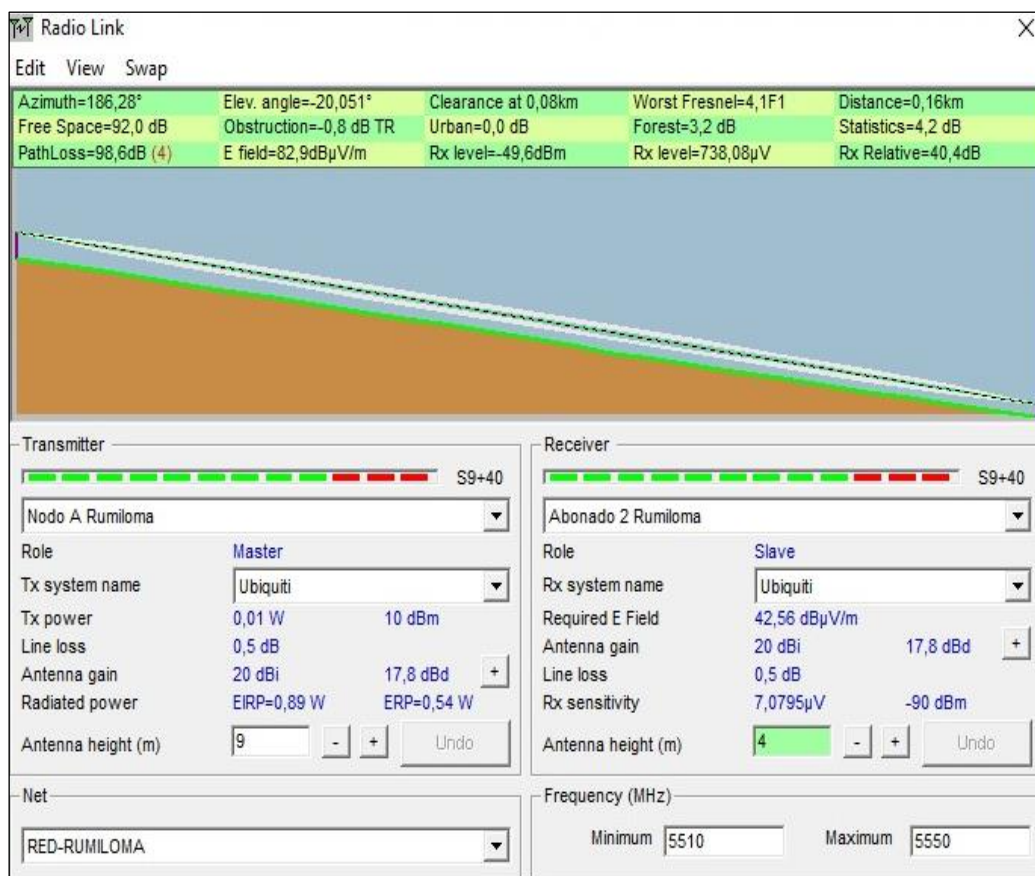 Radio Link
Edit View Swap
Azimuth=186,28° Elev. angle=-20,051° Clearance at 0,08km Worst Fresnel=4,1F1 Distance=0,16km
Free Space=92,0 dB Obstruction=-0,8 dB TR Urban=0,0 dB Forest=3,2 dB Statistics=4,2 dB
PathLoss=98,6dB (4) E field=82,9dBµV/m Rx level=-49,6dBm Rx level=738,08µV Rx Relative=40,4dB
Transmitter
S9+40
Nodo A Rumiloma
Role Master
Tx system name Ubiquiti
Tx power 0,01 W 10 dBm
Line loss 0,5 dB
Antenna gain 20 dBi 17,8 dBd +
Radiated power EIRP=0,89 W ERP=0,54 W
Antenna height (m) 9 - + Undo
Receiver
S9+40
Abonado 2 Rumiloma
Role Slave
Rx system name Ubiquiti
Required E Field 42,56 dBµV/m
Antenna gain 20 dBi 17,8 dBd +
Line loss 0,5 dB
Rx sensitivity 7,0795µV -90 dBm
Antenna height (m) 4 - + Undo
Net
RED-RUMILOMA
Frequency (MHz)
Minimum 5510 Maximum 5550